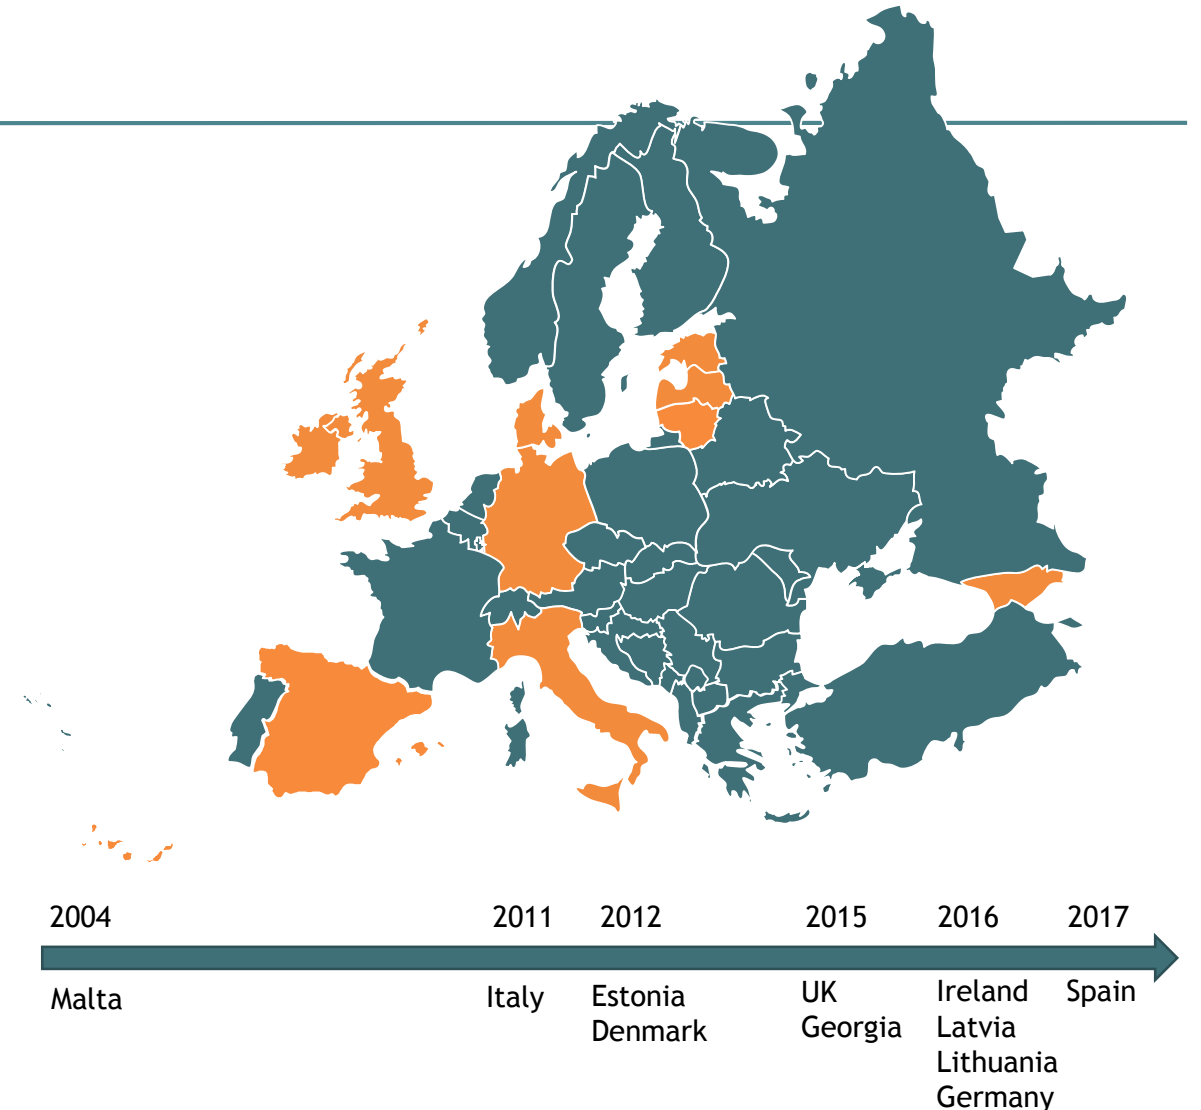 2004 2011 2012 2015 2016 2017
Malta Italy Estonia UK Ireland Spain
Denmark Georgia Latvia
Lithuania
Germany